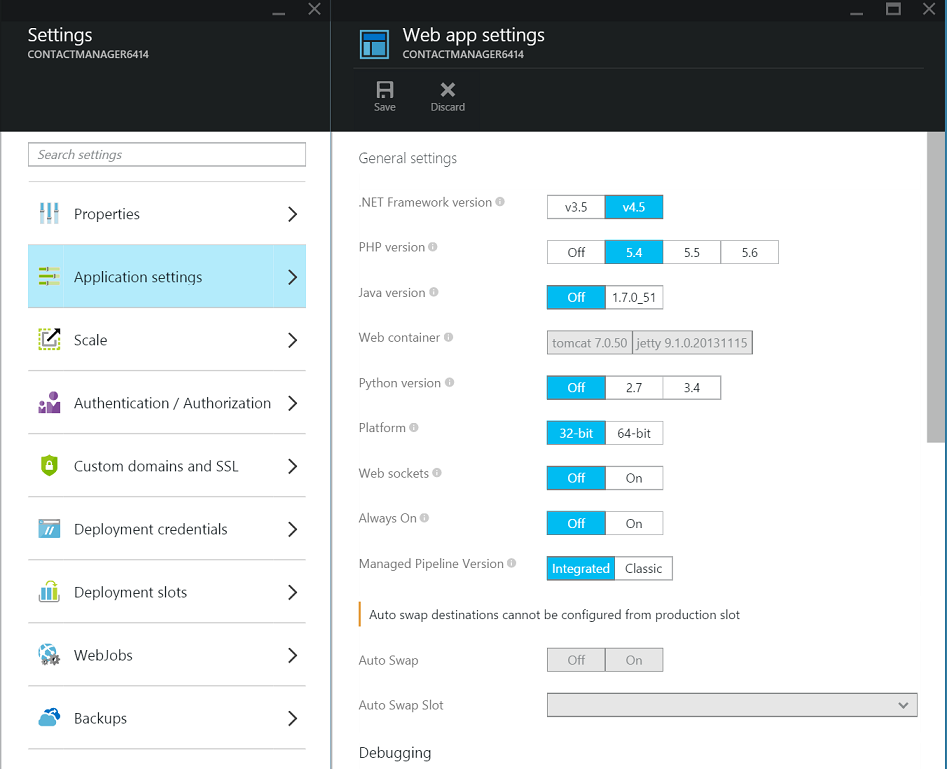 Settings
CONTACTMANAGER6414
Search settings
Properties
Application settings
Scale
Authentication / Authorization
Custom domains and SSL
Deployment credentials
Deployment slots
WebJobs
Backups
Web app settings
CONTACTMANAGER6414
Save Discard
General settings
.NET Framework version v3.5 v4.5
PHP version Off 5.4 5.5 5.6
Java version Off 1.7.0_51
Web container tomcat 7.0.50 jetty 9.1.0.20131115
Python version Off 2.7 3.4
Platform 32-bit 64-bit
Web sockets Off On
Always On Off On
Managed Pipeline Version Integrated Classic
Auto swap destinations cannot be configured from production slot
Auto Swap Off On
Auto Swap Slot
Debugging